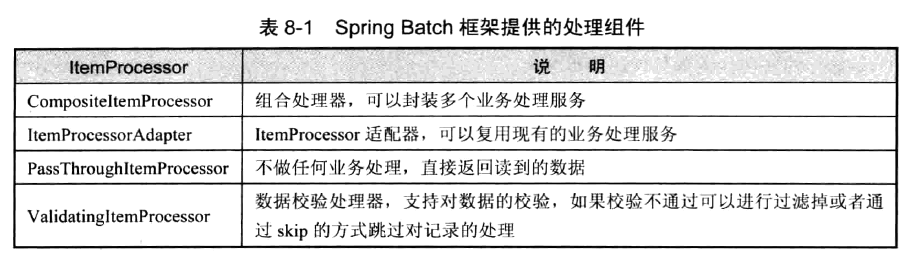 表 8-1 Spring Batch 框架提供的处理组件
ItemProcessor 说 明
CompositeItemProcessor 组合处理器，可以封装多个业务处理服务
ItemProcessorAdapter ItemProcessor 适配器，可以复用现有的业务处理服务
PassThroughItemProcessor 不做任何业务处理，直接返回读到的数据
ValidatingItemProcessor 数据校验处理器，支持对数据的校验，如果校验不通过可以进行过滤掉或者通
过 skip 的方式跳过对记录的处理